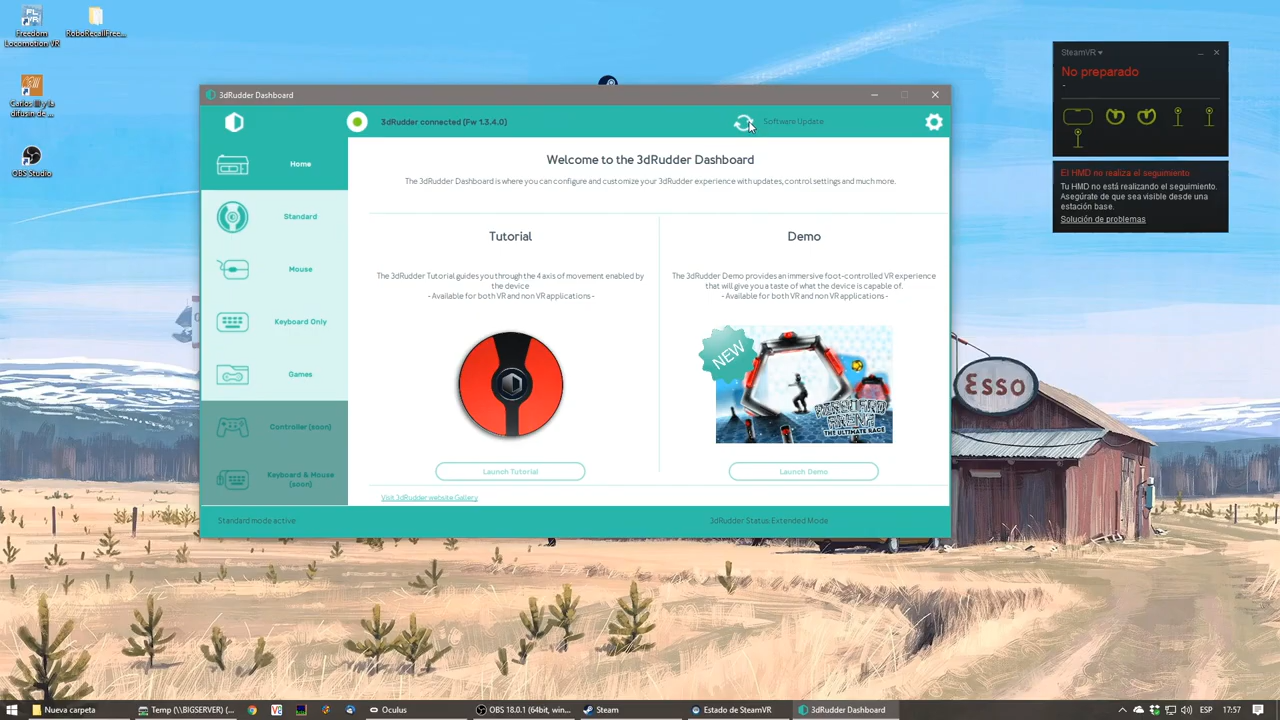 Freedom
Locomotion VR
RoboRecallFree...
Carlos III y la
difusin de ...
OBS Studio
3dRudder Dashboard
3dRudder connected (Fw 1.3.4.0)
Software Update
Home
Standard
Mouse
Keyboard Only
Games
Controller (soon)
Keyboard & Mouse
(soon)
Welcome to the 3dRudder Dashboard
The 3dRudder Dashboard is where you can configure and customize your 3dRudder experience with updates, control settings and much more.
Tutorial
The 3dRudder Tutorial guides you through the 4 axis of movement enabled by
the device
- Available for both VR and non VR applications -
Launch Tutorial
Demo
The 3dRudder Demo provides an immersive foot-controlled VR experience
that will give you a taste of what the device is capable of.
- Available for both VR and non VR applications -
NEW
THE ULTIMATE RACE
Launch Demo
Visit 3dRudder website Gallery
Standard mode active
3dRudder Status: Extended Mode
SteamVR
No preparado
-
El HMD no realiza el seguimiento
Tu HMD no está realizando el seguimiento.
Asegúrate de que sea visible desde una
estación base.
Solución de problemas
Esso
Nueva carpeta
Temp (\\BIGSERVER) (...
Oculus
OBS 18.0.1 (64bit, win...
Steam
Estado de SteamVR
3dRudder Dashboard
ESP
17:57